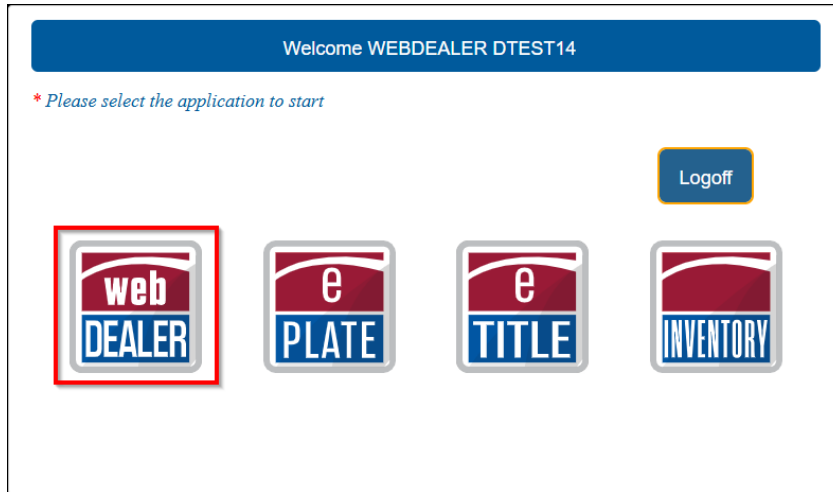 Welcome WEBDEALER DTEST14
* Please select the application to start
Logoff
web
DEALER
e
PLATE
e
TITLE
INVENTORY